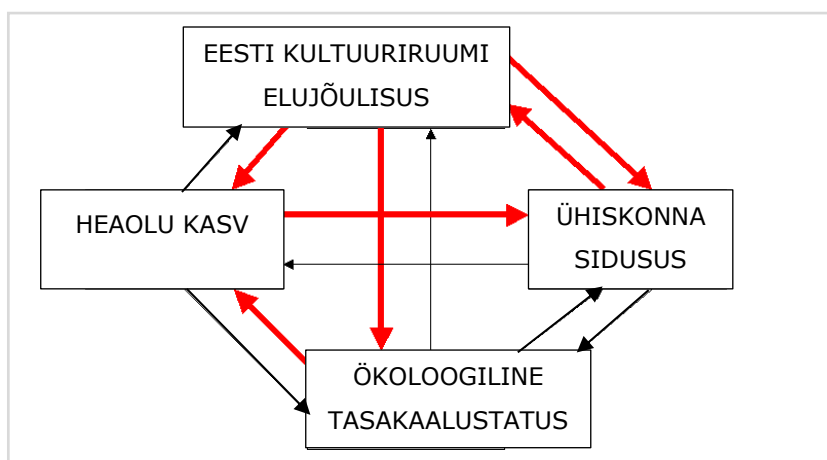 EESTI KULTUURIRUUMI
ELUJÕULISUS
HEAOLU KASV
ÜHISKONNA
SIDUSUS
ÖKOLOOGILINE
TASAKAALUSTATUS